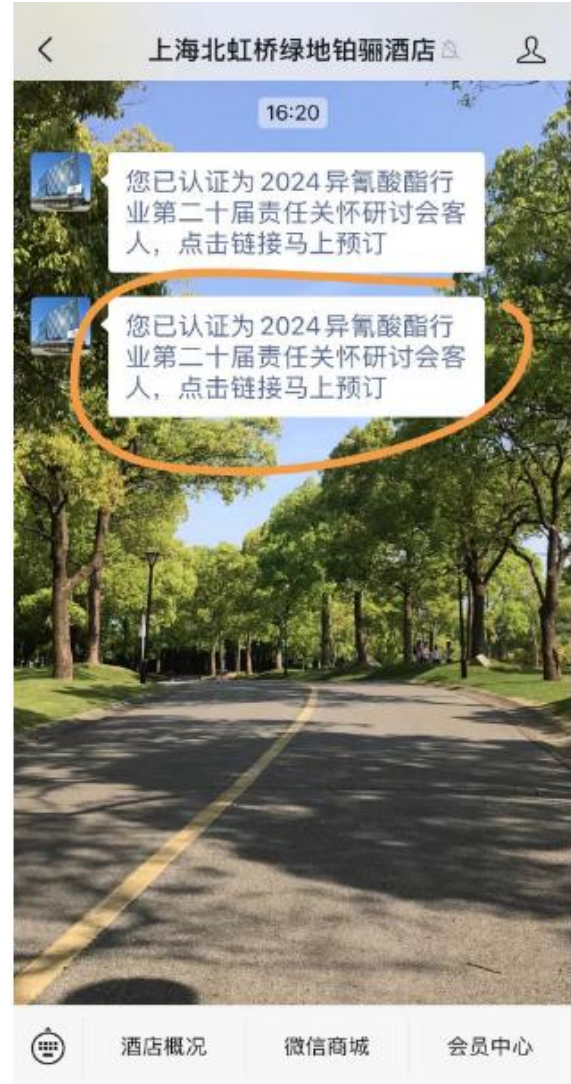 上海北虹桥绿地铂骊酒店
16:20
您已认证为2024异氰酸酯行
业第二十届责任关怀研讨会客
人，点击链接马上预订
您已认证为2024异氰酸酯行
业第二十届责任关怀研讨会客
人，点击链接马上预订
酒店概况
微信商城
会员中心